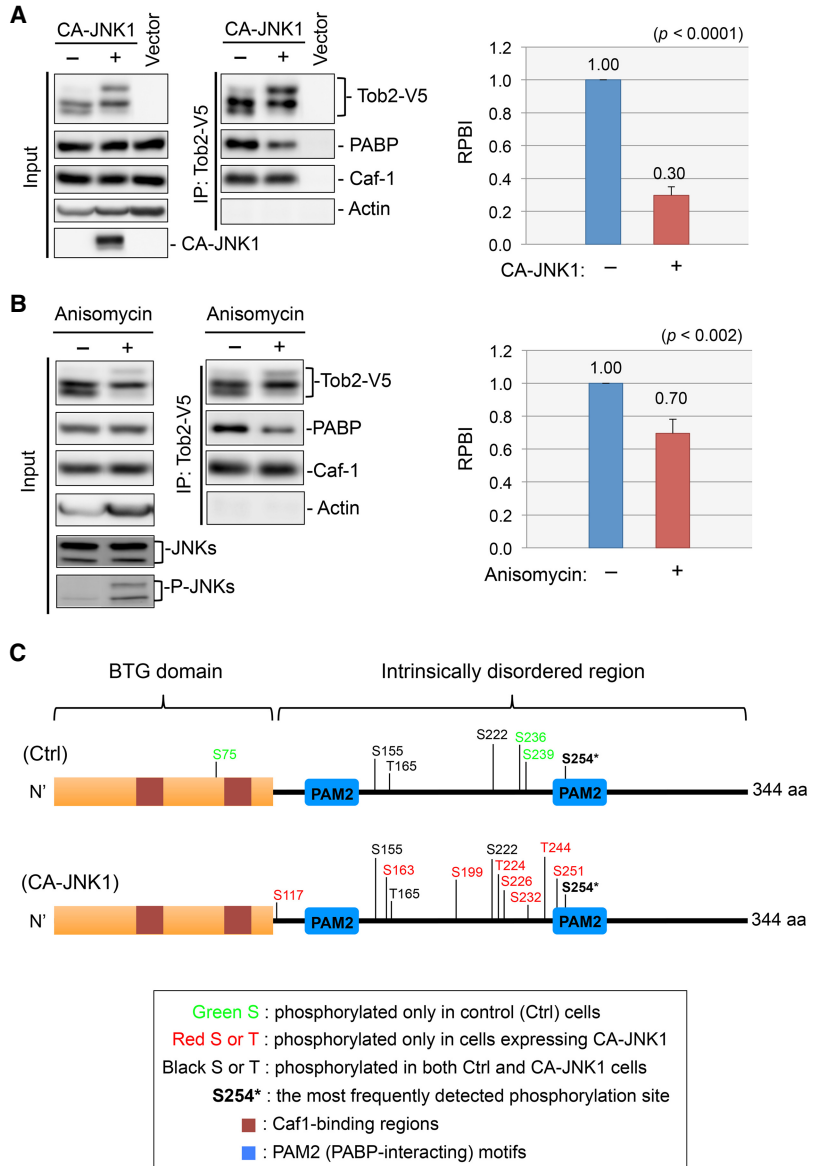 A
CA-JNK1
– + Vector
Input
CA-JNK1
– + Vector
IP: Tob2-V5
- Tob2-V5
- PABP
- Caf-1
- Actin
- CA-JNK1
(p < 0.0001)
RPBI
1.2
1.0
0.8
0.6
0.4
0.2
0.0
1.00
0.30
CA-JNK1: – +
B
Anisomycin
– +
Input
Anisomycin
– +
IP: Tob2-V5
-Tob2-V5
-PABP
-Caf-1
- Actin
-JNKs
-P-JNKs
(p < 0.002)
RPBI
1.2
1.0
0.8
0.6
0.4
0.2
0.0
1.00
0.70
Anisomycin: – +
C
BTG domain
Intrinsically disordered region
(Ctrl)
N'
S75
PAM2
S155
T165
S222
S236
S239
S254*
PAM2
344 aa
(CA-JNK1)
N'
S117
PAM2
S155
S163
T165
S199
S222
T224
S226
S232
T244
S251
S254*
PAM2
344 aa
Green S : phosphorylated only in control (Ctrl) cells
Red S or T : phosphorylated only in cells expressing CA-JNK1
Black S or T : phosphorylated in both Ctrl and CA-JNK1 cells
S254* : the most frequently detected phosphorylation site
: Caf1-binding regions
: PAM2 (PABP-interacting) motifs